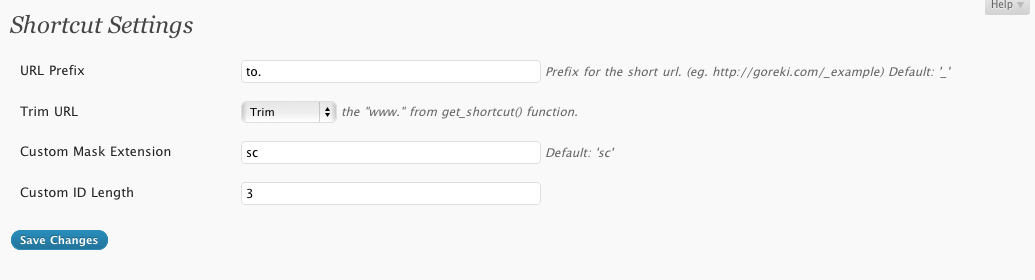 Help
Shortcut Settings
URL Prefix to. Prefix for the short url. (eg. http://goreki.com/_example) Default: '_'
Trim URL Trim the "www." from get_shortcut() function.
Custom Mask Extension sc Default: 'sc'
Custom ID Length 3
Save Changes